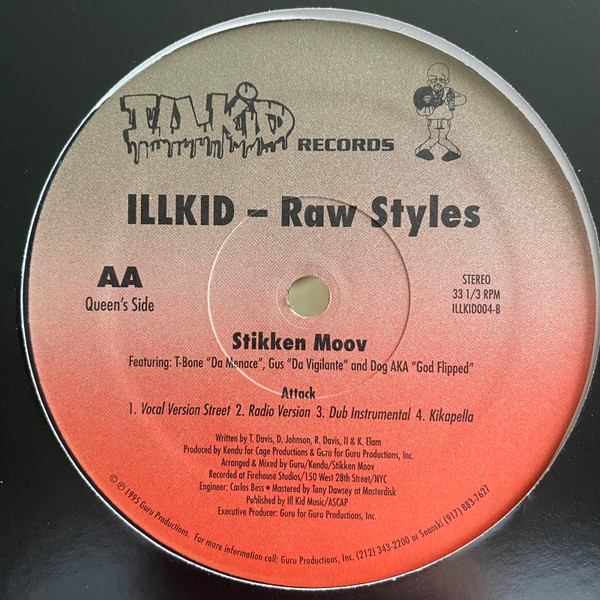 ILLKID RECORDS
ILLKID – Raw Styles
AA
Queen's Side
STEREO
33 1/3 RPM
ILLKID004-B
Stikken Moov
Featuring: T-Bone "Da Menace", Gus "Da Vigilante" and Dog AKA "God Flipped"
Attack
1. Vocal Version Street 2. Radio Version 3. Dub Instrumental 4. Kikapella
Written by T. Davis, D. Johnson, R. Davis, II & K. Elam
Produced by Kendu for Cage Productions & Guru for Guru Productions, Inc.
Arranged & Mixed by Guru/Kendu/Stikken Moov
Recorded at Firehouse Studios/150 West 28th Street/NYC
Engineer: Carlos Bess • Mastered by Tony Dawsey at Masterdisk
Published by Ill Kid Music/ASCAP
Executive Producer: Guru for Guru Productions, Inc.
© ℗ 1995 Guru Productions. For more information call: Guru Productions, Inc. (212) 343-2200 or Seunski (917) 883-7627